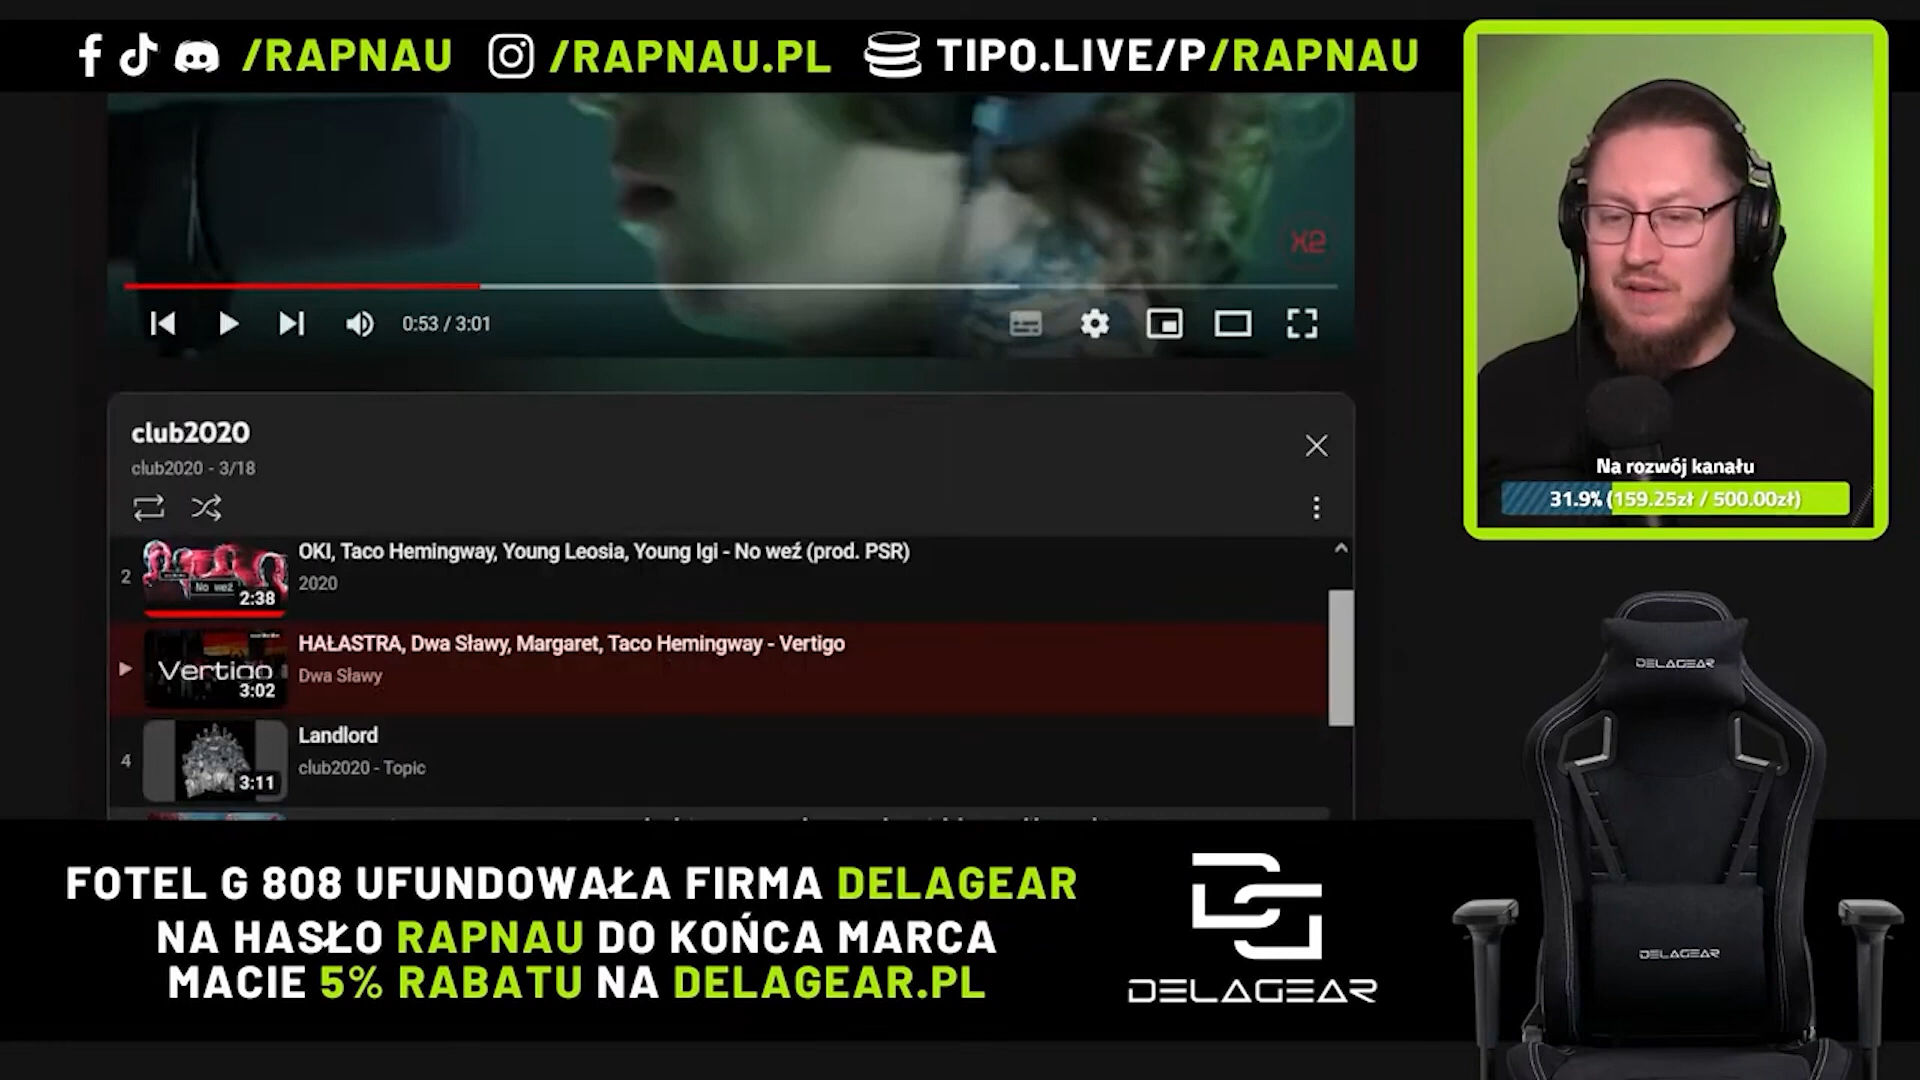 /RAPNAU /RAPNAU.PL TIPO.LIVE/P/RAPNAU
X2
0:53 / 3:01
club2020
club2020 - 3/18
2
No weź
2:38
OKI, Taco Hemingway, Young Leosia, Young Igi - No weź (prod. PSR)
2020
Vertigo
3:02
HAŁASTRA, Dwa Sławy, Margaret, Taco Hemingway - Vertigo
Dwa Sławy
4
3:11
Landlord
club2020 - Topic
Na rozwój kanału
31.9% (159.25zł / 500.00zł)
FOTEL G 808 UFUNDOWAŁA FIRMA DELAGEAR
NA HASŁO RAPNAU DO KOŃCA MARCA
MACIE 5% RABATU NA DELAGEAR.PL
DELAGEAR
DELAGEAR
DELAGEAR